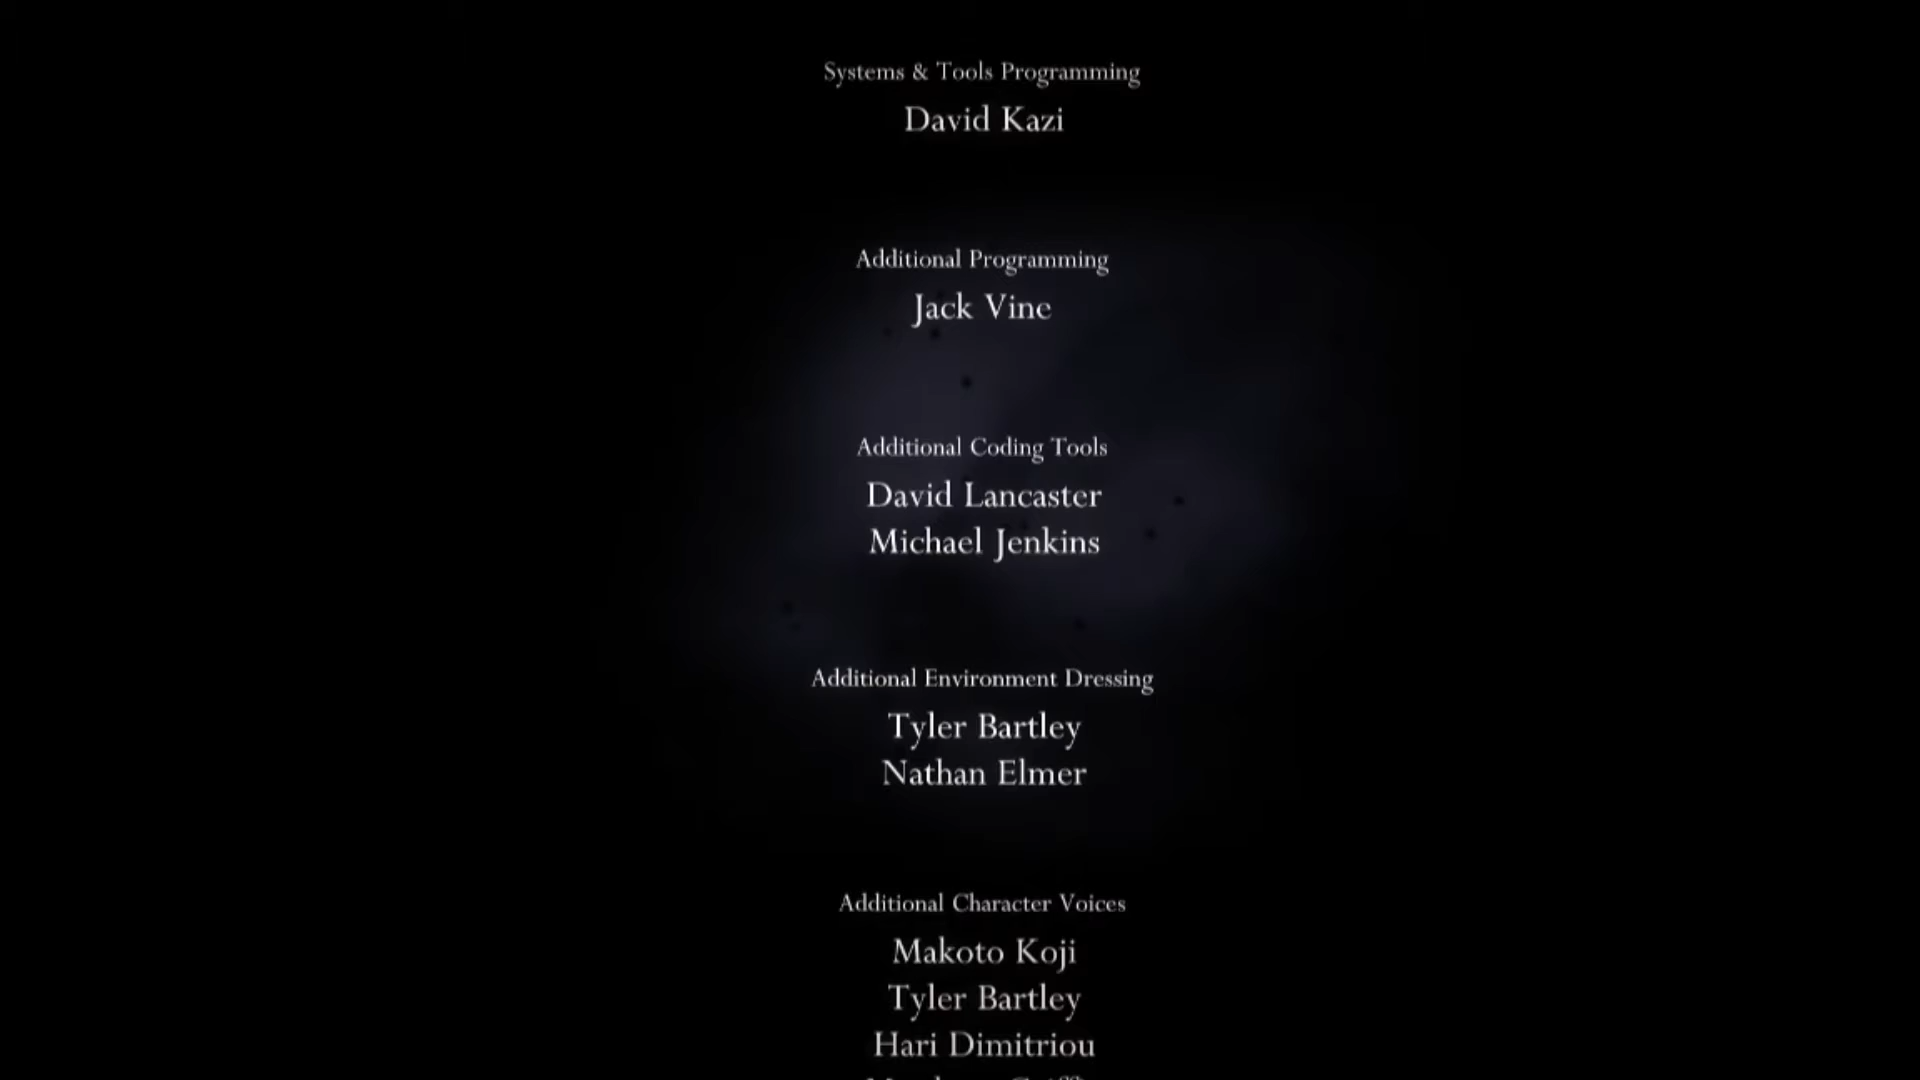 Systems & Tools Programming
David Kazi
Additional Programming
Jack Vine
Additional Coding Tools
David Lancaster
Michael Jenkins
Additional Environment Dressing
Tyler Bartley
Nathan Elmer
Additional Character Voices
Makoto Koji
Tyler Bartley
Hari Dimitriou